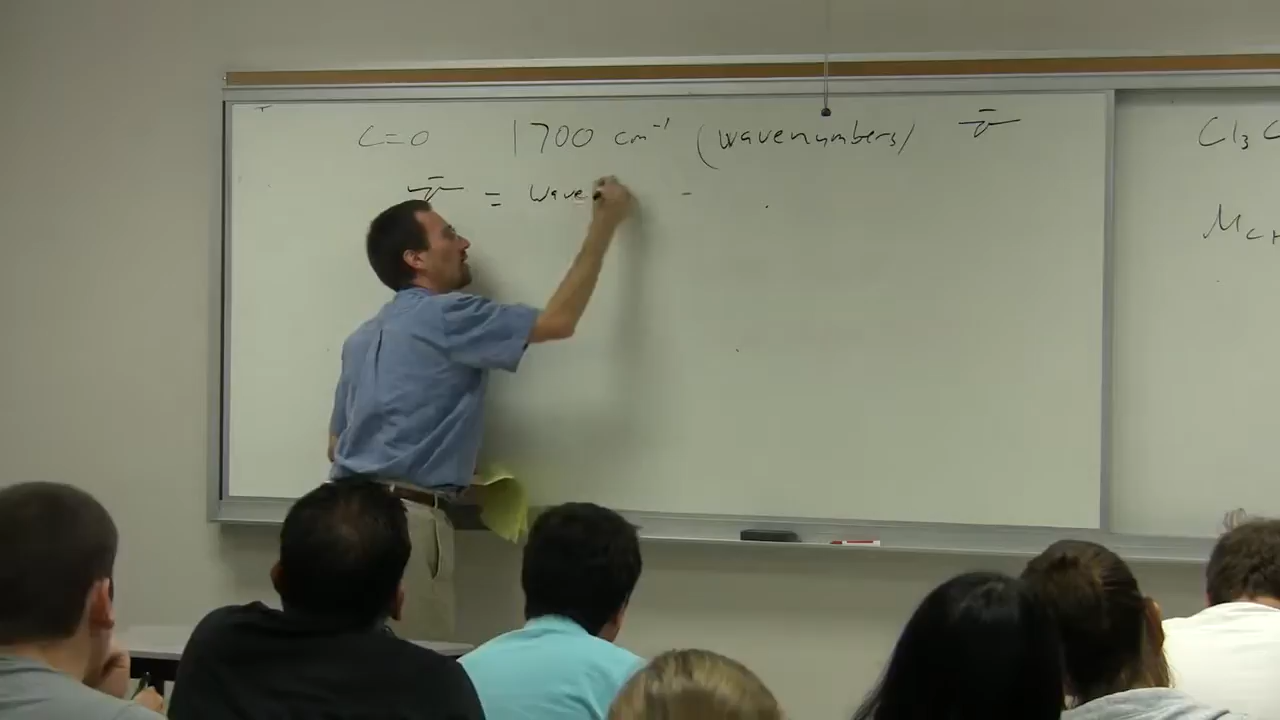 C=O 1700 cm⁻¹ (wavenumbers) ν̄
ν̄ = wave
Cl₃C